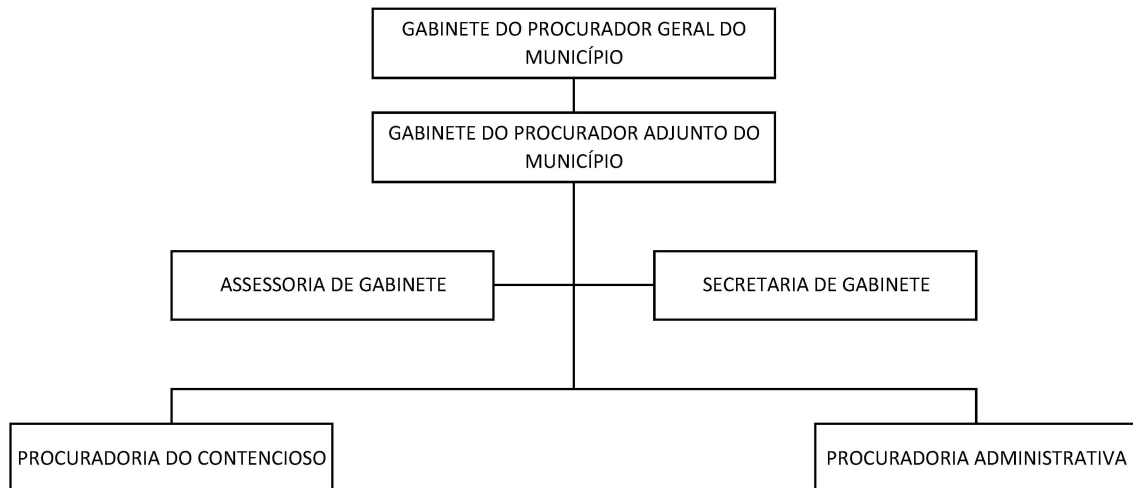 GABINETE DO PROCURADOR GERAL DO
MUNICÍPIO
GABINETE DO PROCURADOR ADJUNTO DO
MUNICÍPIO
ASSESSORIA DE GABINETE
SECRETARIA DE GABINETE
PROCURADORIA DO CONTENCIOSO
PROCURADORIA ADMINISTRATIVA